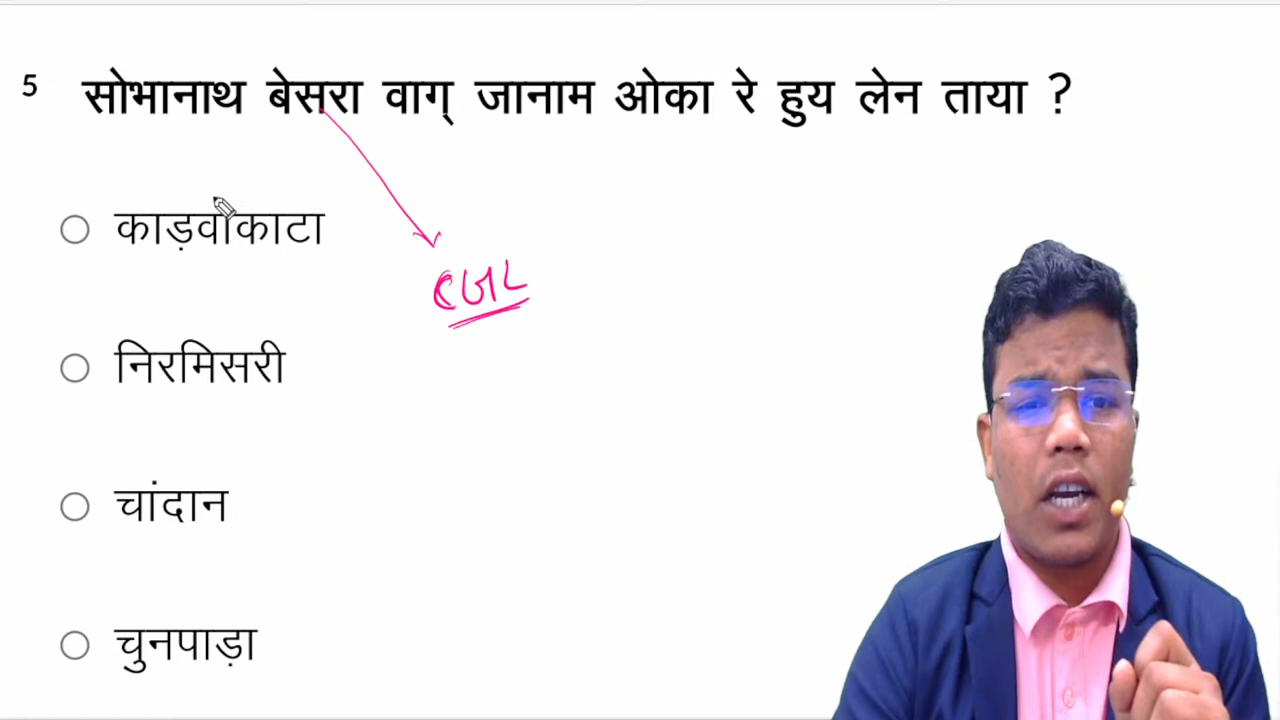 5 सोभानाथ बेसरा वाग् जानाम ओका रे हुय लेन ताया ?
काड़वाकाटा
निरमिसरी
चांदान
चुनपाड़ा